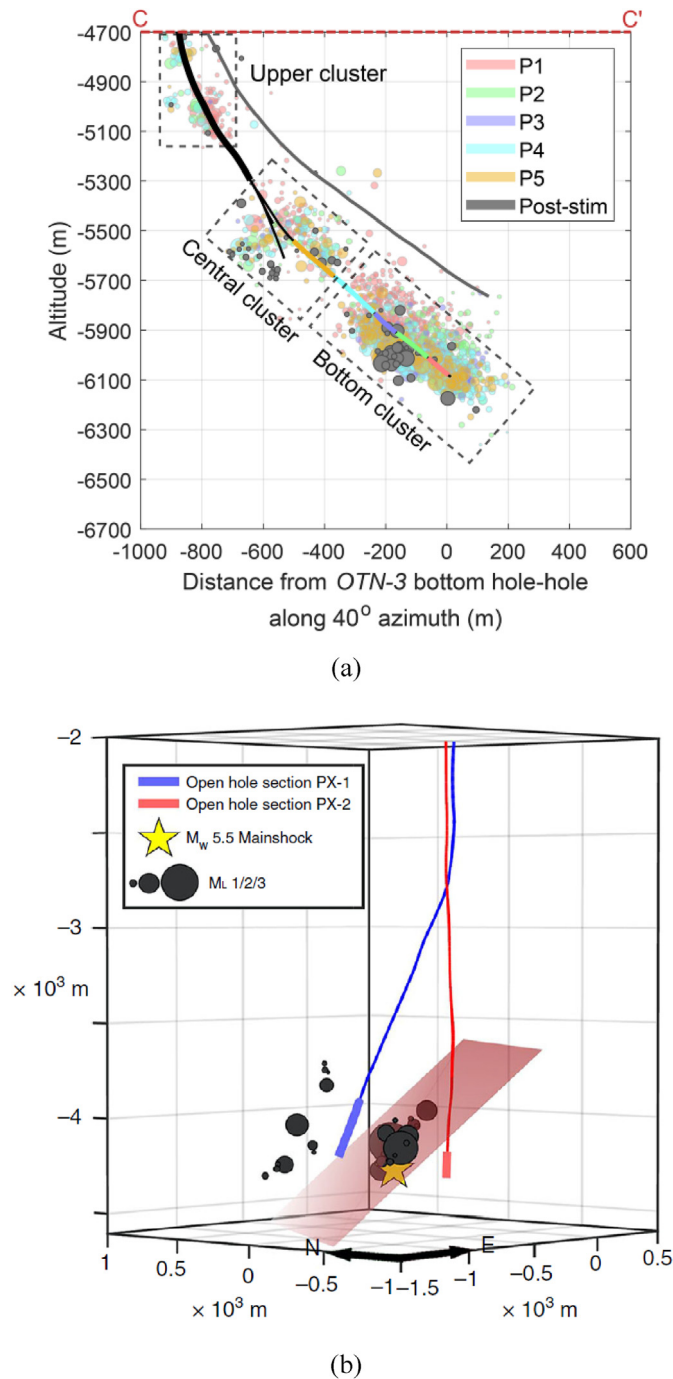 C
C'
-4700
-4900
-5100
-5300
-5500
-5700
-5900
-6100
-6300
-6500
-6700
Altitude (m)
Upper cluster
Central cluster
Bottom cluster
P1
P2
P3
P4
P5
Post-stim
-1000 -800 -600 -400 -200 0 200 400 600
Distance from OTN-3 bottom hole-hole
along 40° azimuth (m)
(a)
−2
−3
× 10³ m
−4
Open hole section PX-1
Open hole section PX-2
Mw 5.5 Mainshock
ML 1/2/3
N
E
1 0.5 0 −0.5 −1 −1.5 −1 −0.5 0 0.5
× 10³ m
× 10³ m
(b)